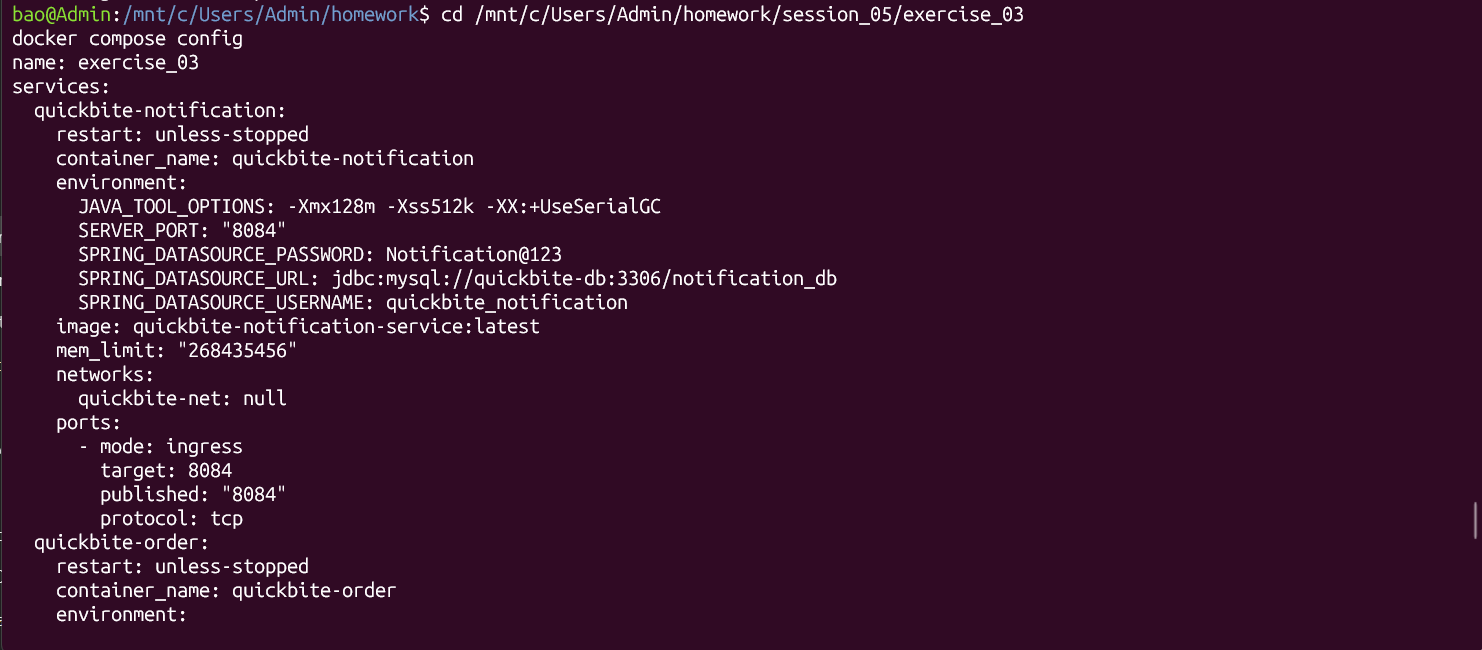 bao@Admin:/mnt/c/Users/Admin/homework$ cd /mnt/c/Users/Admin/homework/session_05/exercise_03
docker compose config
name: exercise_03
services:
  quickbite-notification:
    restart: unless-stopped
    container_name: quickbite-notification
    environment:
      JAVA_TOOL_OPTIONS: -Xmx128m -Xss512k -XX:+UseSerialGC
      SERVER_PORT: "8084"
      SPRING_DATASOURCE_PASSWORD: Notification@123
      SPRING_DATASOURCE_URL: jdbc:mysql://quickbite-db:3306/notification_db
      SPRING_DATASOURCE_USERNAME: quickbite_notification
    image: quickbite-notification-service:latest
    mem_limit: "268435456"
    networks:
      quickbite-net: null
    ports:
      - mode: ingress
        target: 8084
        published: "8084"
        protocol: tcp
  quickbite-order:
    restart: unless-stopped
    container_name: quickbite-order
    environment: